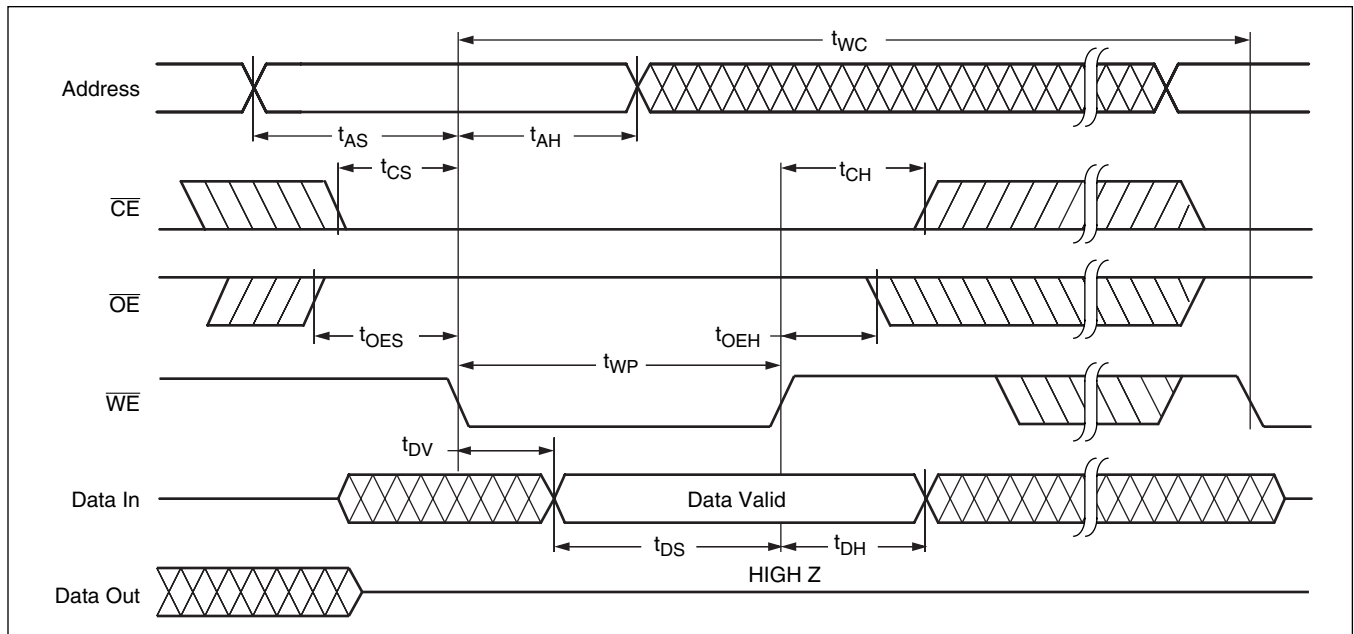 tWC
Address
tAS
tAH
tCS
tCH
CE
OE
tOES
tOEH
tWP
WE
tDV
Data In
Data Valid
tDS
tDH
HIGH Z
Data Out